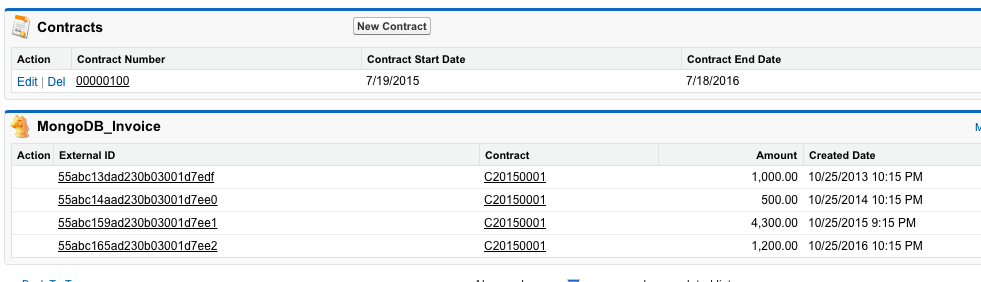 Contracts New Contract
Action Contract Number Contract Start Date Contract End Date
Edit | Del 00000100 7/19/2015 7/18/2016
MongoDB_Invoice
Action External ID Contract Amount Created Date
55abc13dad230b03001d7edf C20150001 1,000.00 10/25/2013 10:15 PM
55abc14aad230b03001d7ee0 C20150001 500.00 10/25/2014 10:15 PM
55abc159ad230b03001d7ee1 C20150001 4,300.00 10/25/2015 9:15 PM
55abc165ad230b03001d7ee2 C20150001 1,200.00 10/25/2016 10:15 PM